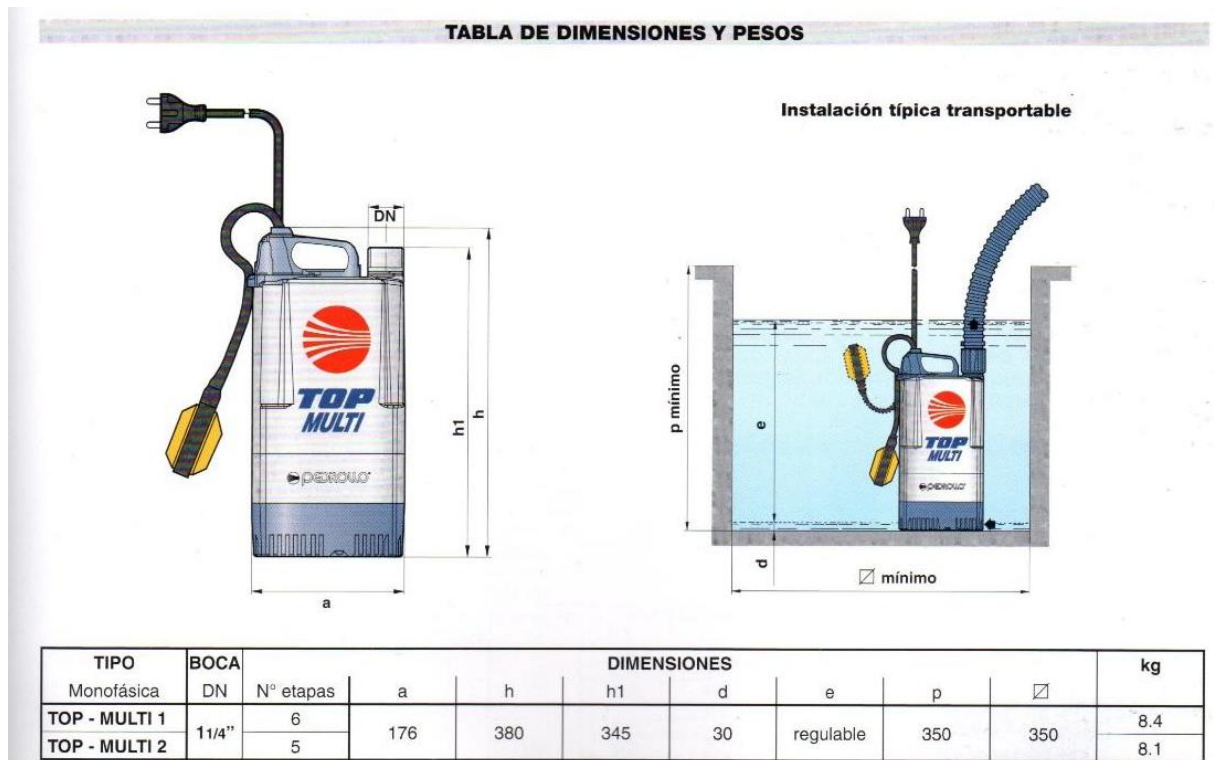 TABLA DE DIMENSIONES Y PESOS
Instalación típica transportable
DN
TOP
MULTI
PEDROLLO
h1
h
a
p mínimo
e
TOP
MULTI
PEDROLLO
d
mínimo
TIPO BOCA DIMENSIONES kg
Monofásica DN N° etapas a h h1 d e p
TOP - MULTI 1 1 1/4” 6 176 380 345 30 regulable 350 350 8.4
TOP - MULTI 2 5 8.1